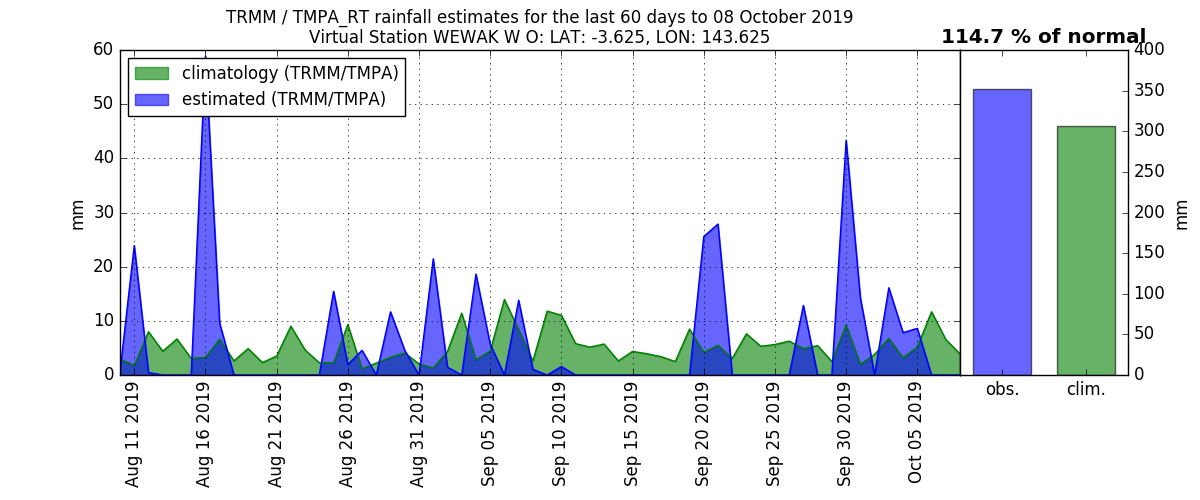 TRMM / TMPA_RT rainfall estimates for the last 60 days to 08 October 2019
Virtual Station WEWAK W O: LAT: -3.625, LON: 143.625
114.7 % of normal
climatology (TRMM/TMPA)
estimated (TRMM/TMPA)
60
50
40
30
20
10
0
mm
Aug 11 2019
Aug 16 2019
Aug 21 2019
Aug 26 2019
Aug 31 2019
Sep 05 2019
Sep 10 2019
Sep 15 2019
Sep 20 2019
Sep 25 2019
Sep 30 2019
Oct 05 2019
400
350
300
250
200
150
100
50
0
mm
obs.
clim.